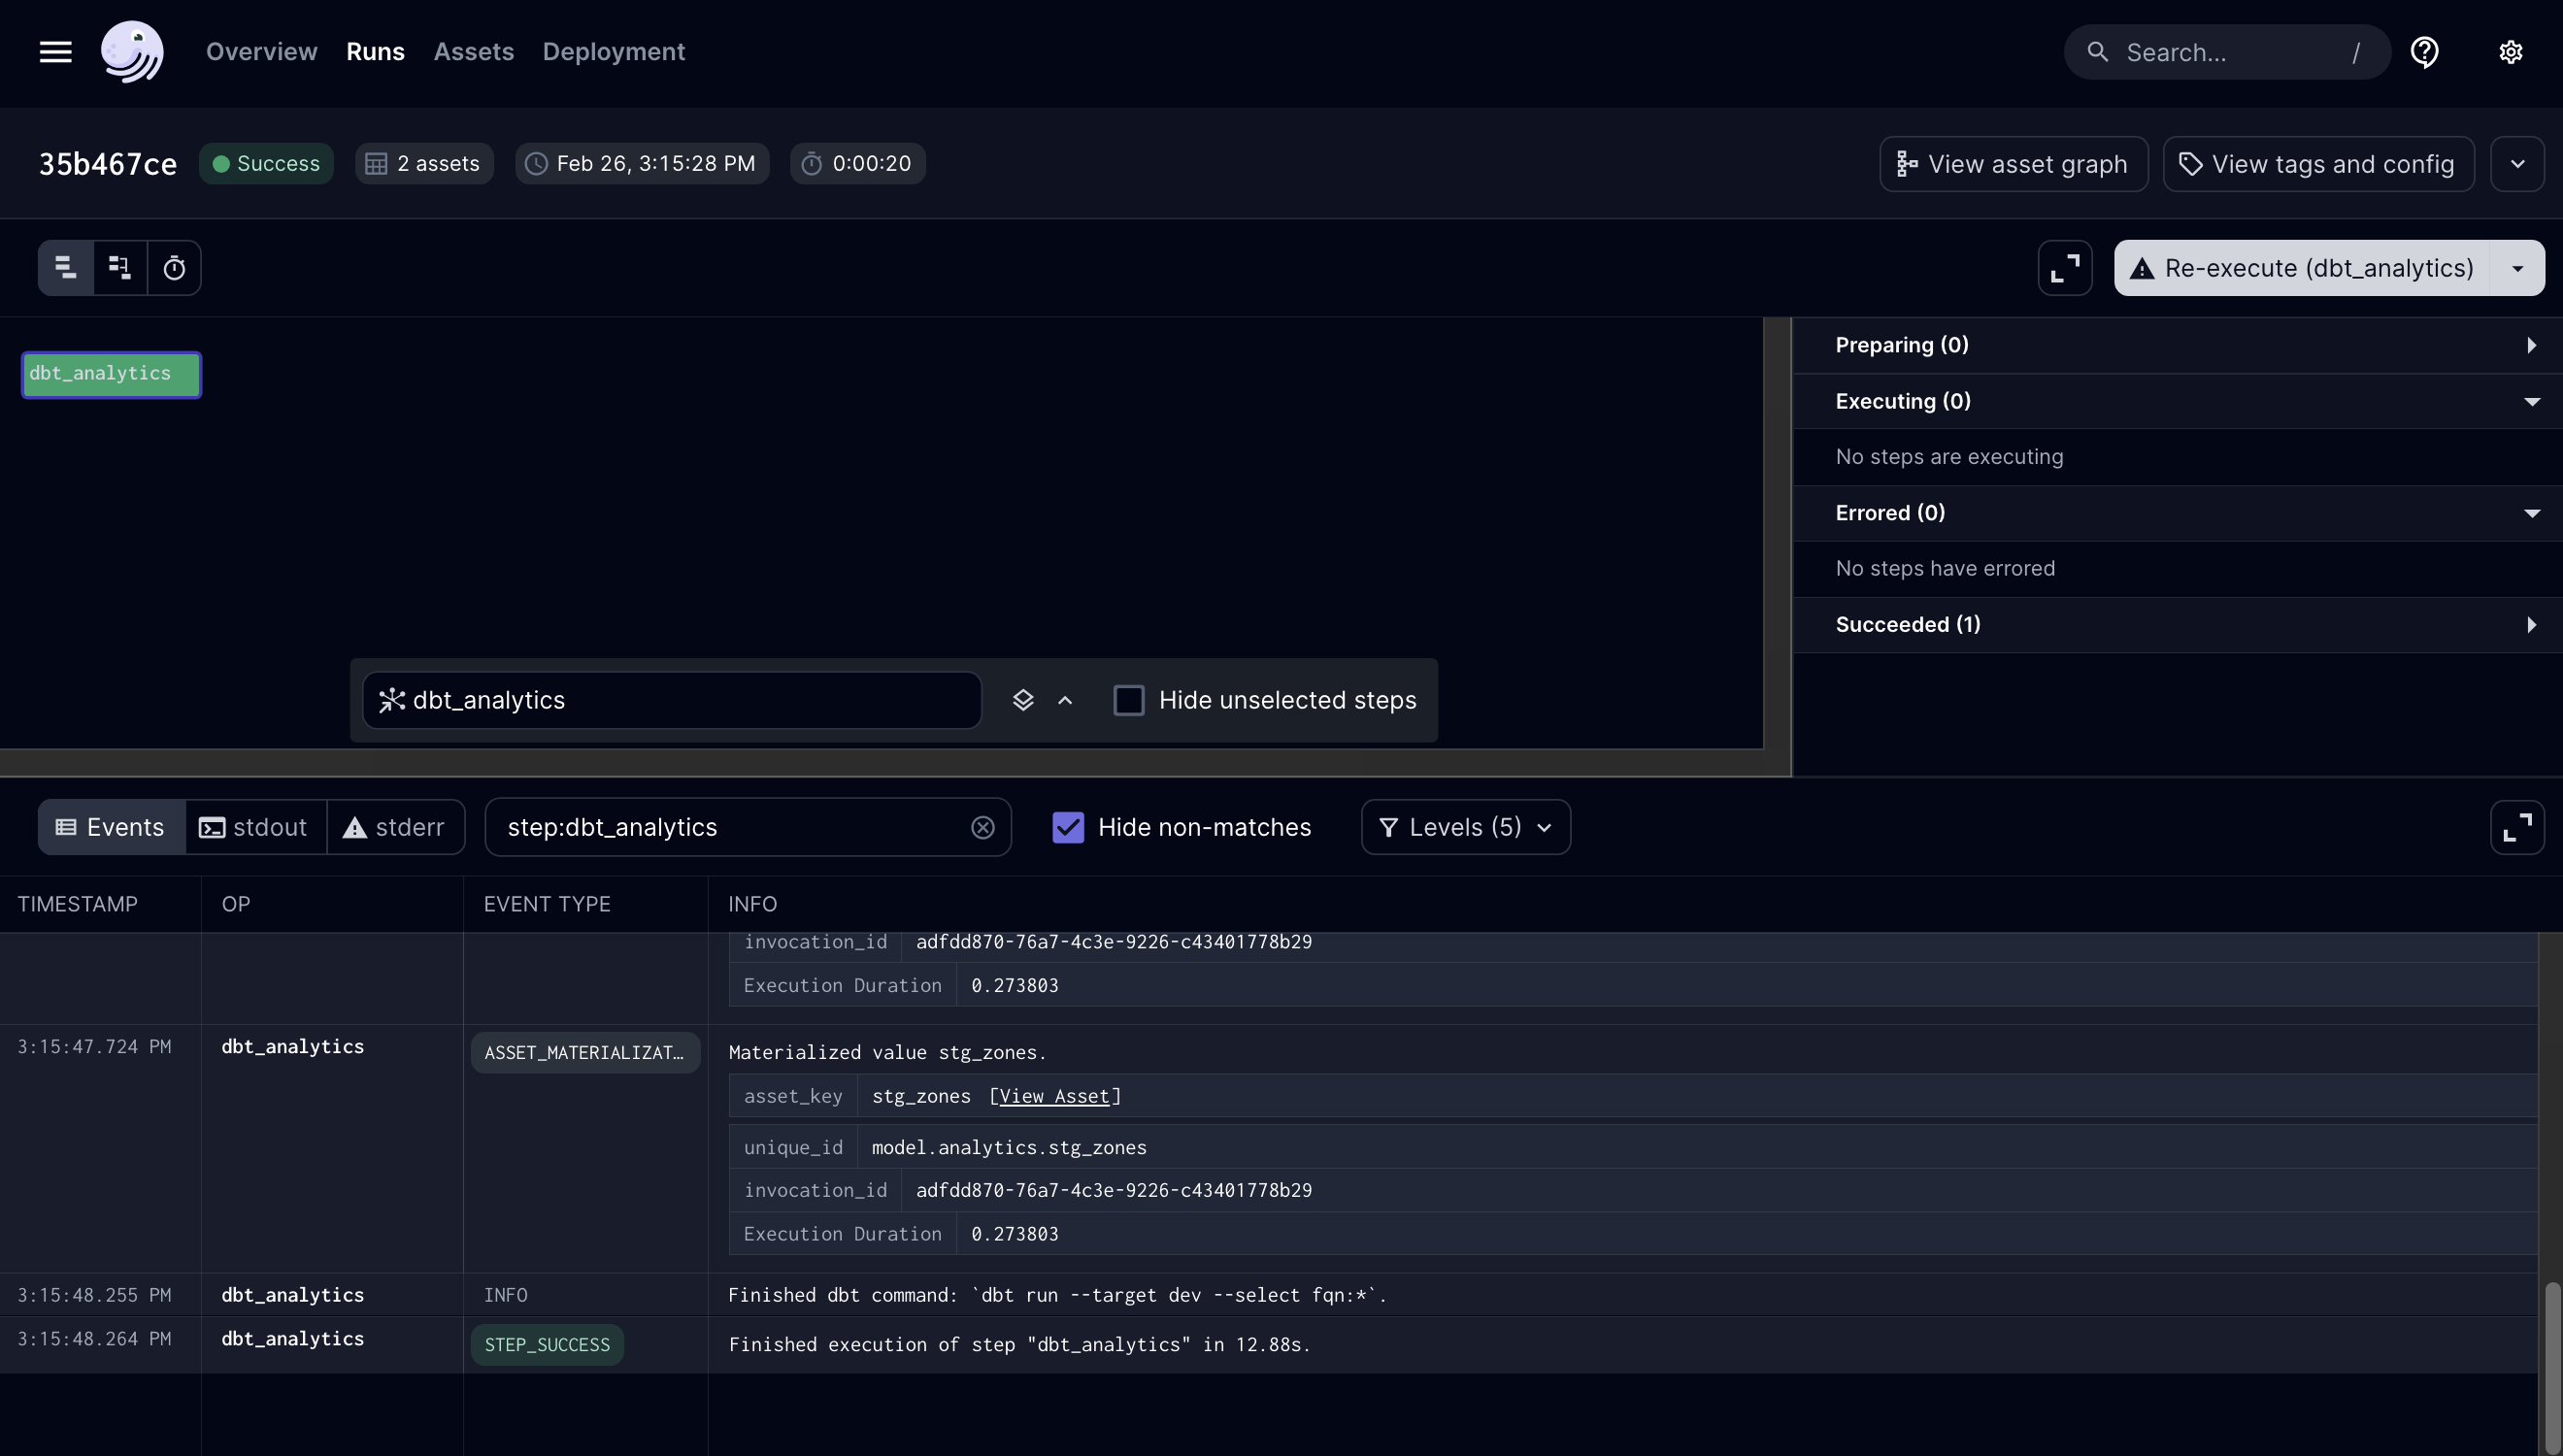 Overview Runs Assets Deployment Search... /
35b467ce Success 2 assets Feb 26, 3:15:28 PM 0:00:20 View asset graph View tags and config
Re-execute (dbt_analytics)
dbt_analytics
Preparing (0)
Executing (0)
No steps are executing
Errored (0)
No steps have errored
Succeeded (1)
dbt_analytics Hide unselected steps
Events stdout stderr step:dbt_analytics Hide non-matches Levels (5)
TIMESTAMP OP EVENT TYPE INFO
invocation_id adfdd870-76a7-4c3e-9226-c43401778b29
Execution Duration 0.273803
3:15:47.724 PM dbt_analytics ASSET_MATERIALIZAT… Materialized value stg_zones.
asset_key stg_zones [View Asset]
unique_id model.analytics.stg_zones
invocation_id adfdd870-76a7-4c3e-9226-c43401778b29
Execution Duration 0.273803
3:15:48.255 PM dbt_analytics INFO Finished dbt command: `dbt run --target dev --select fqn:*`.
3:15:48.264 PM dbt_analytics STEP_SUCCESS Finished execution of step "dbt_analytics" in 12.88s.